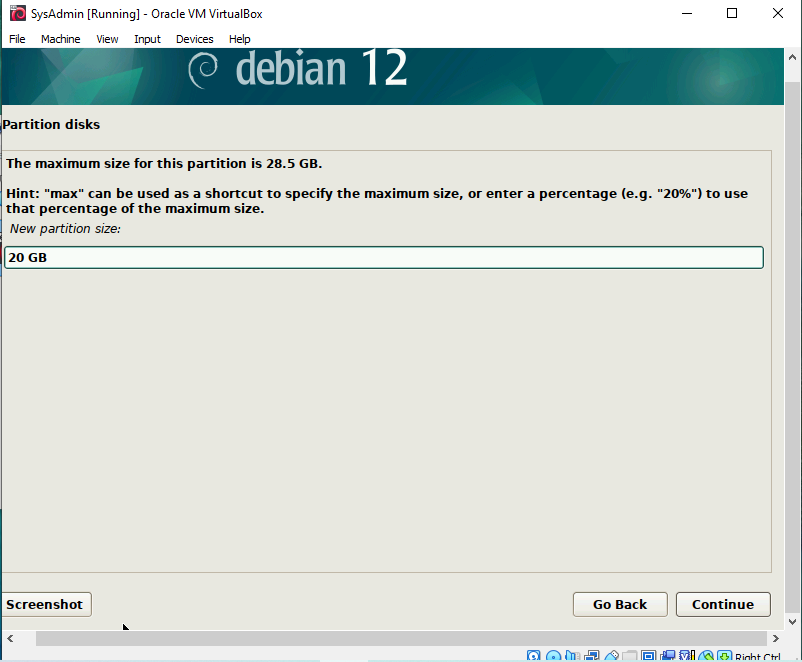 SysAdmin [Running] - Oracle VM VirtualBox
File Machine View Input Devices Help
debian 12
Partition disks
The maximum size for this partition is 28.5 GB.
Hint: "max" can be used as a shortcut to specify the maximum size, or enter a percentage (e.g. "20%") to use
that percentage of the maximum size.
New partition size:
20 GB
Screenshot Go Back Continue
Right Ctrl